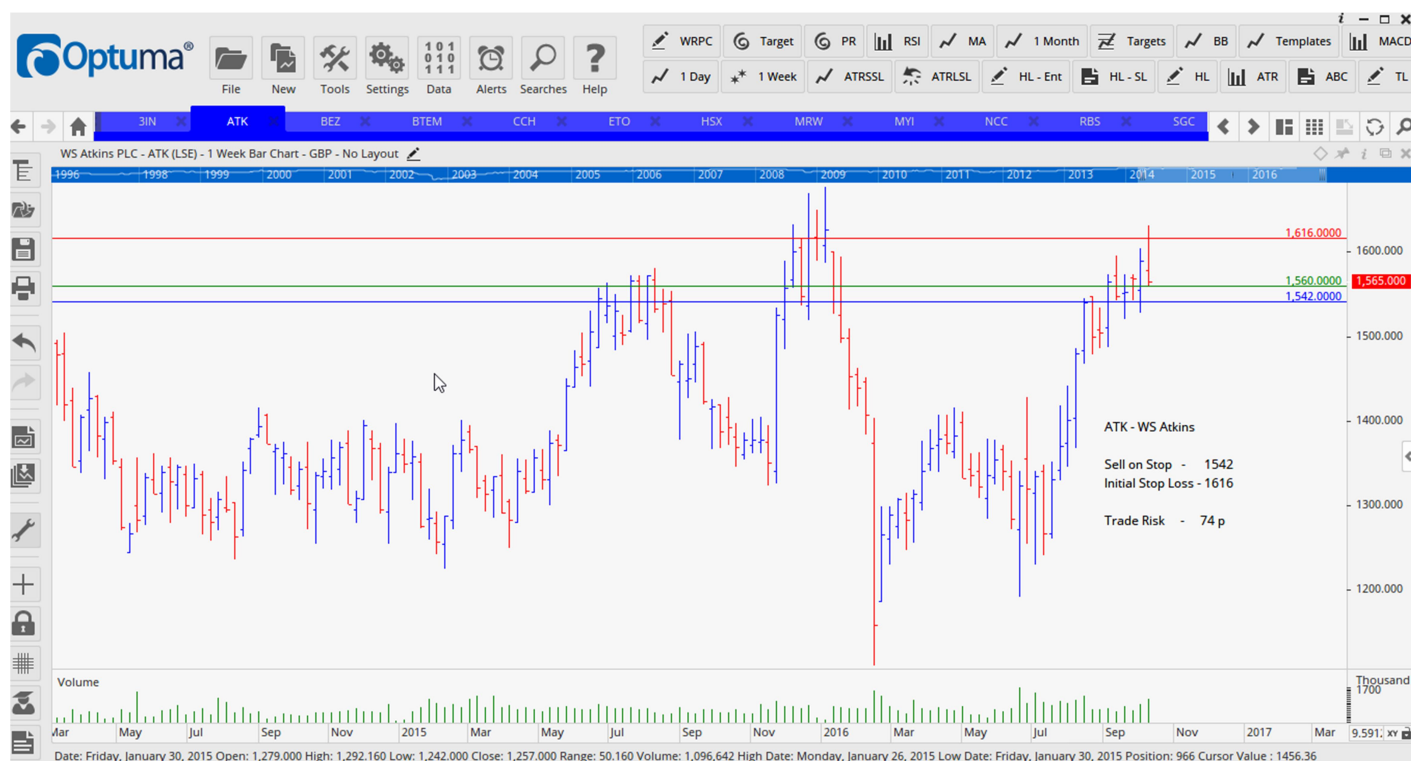 i
Optuma®
File
New
Tools
Settings
101
010
111
Data
Alerts
Searches
?
Help
WRPC
Target
PR
RSI
MA
1 Month
Targets
BB
Templates
MACD
1 Day
1 Week
ATRSSL
ATRLSL
HL - Ent
HL - SL
HL
ATR
ABC
TL
3IN
ATK
BEZ
BTEM
CCH
ETO
HSX
MRW
MYI
NCC
RBS
SGC
WS Atkins PLC - ATK (LSE) - 1 Week Bar Chart - GBP - No Layout
i
1996 1998 1999 2000 2001 2002 2003 2004 2005 2006 2007 2008 2009 2010 2011 2012 2013 2014 2015 2016
1,616.0000
1600.000
1,560.0000
1,565.000
1,542.0000
1500.000
1400.000
ATK - WS Atkins
Sell on Stop - 1542
Initial Stop Loss - 1616
1300.000
Trade Risk - 74 p
1200.000
Volume
Thousand
1700
Mar May Jul Sep Nov 2015 Mar May Jul Sep Nov 2016 Mar May Jul Sep Nov 2017 Mar
9.591: XY
Date: Friday, January 30, 2015 Open: 1,279.000 High: 1,292.160 Low: 1,242.000 Close: 1,257.000 Range: 50.160 Volume: 1,096,642 High Date: Monday, January 26, 2015 Low Date: Friday, January 30, 2015 Position: 966 Cursor Value : 1456.36